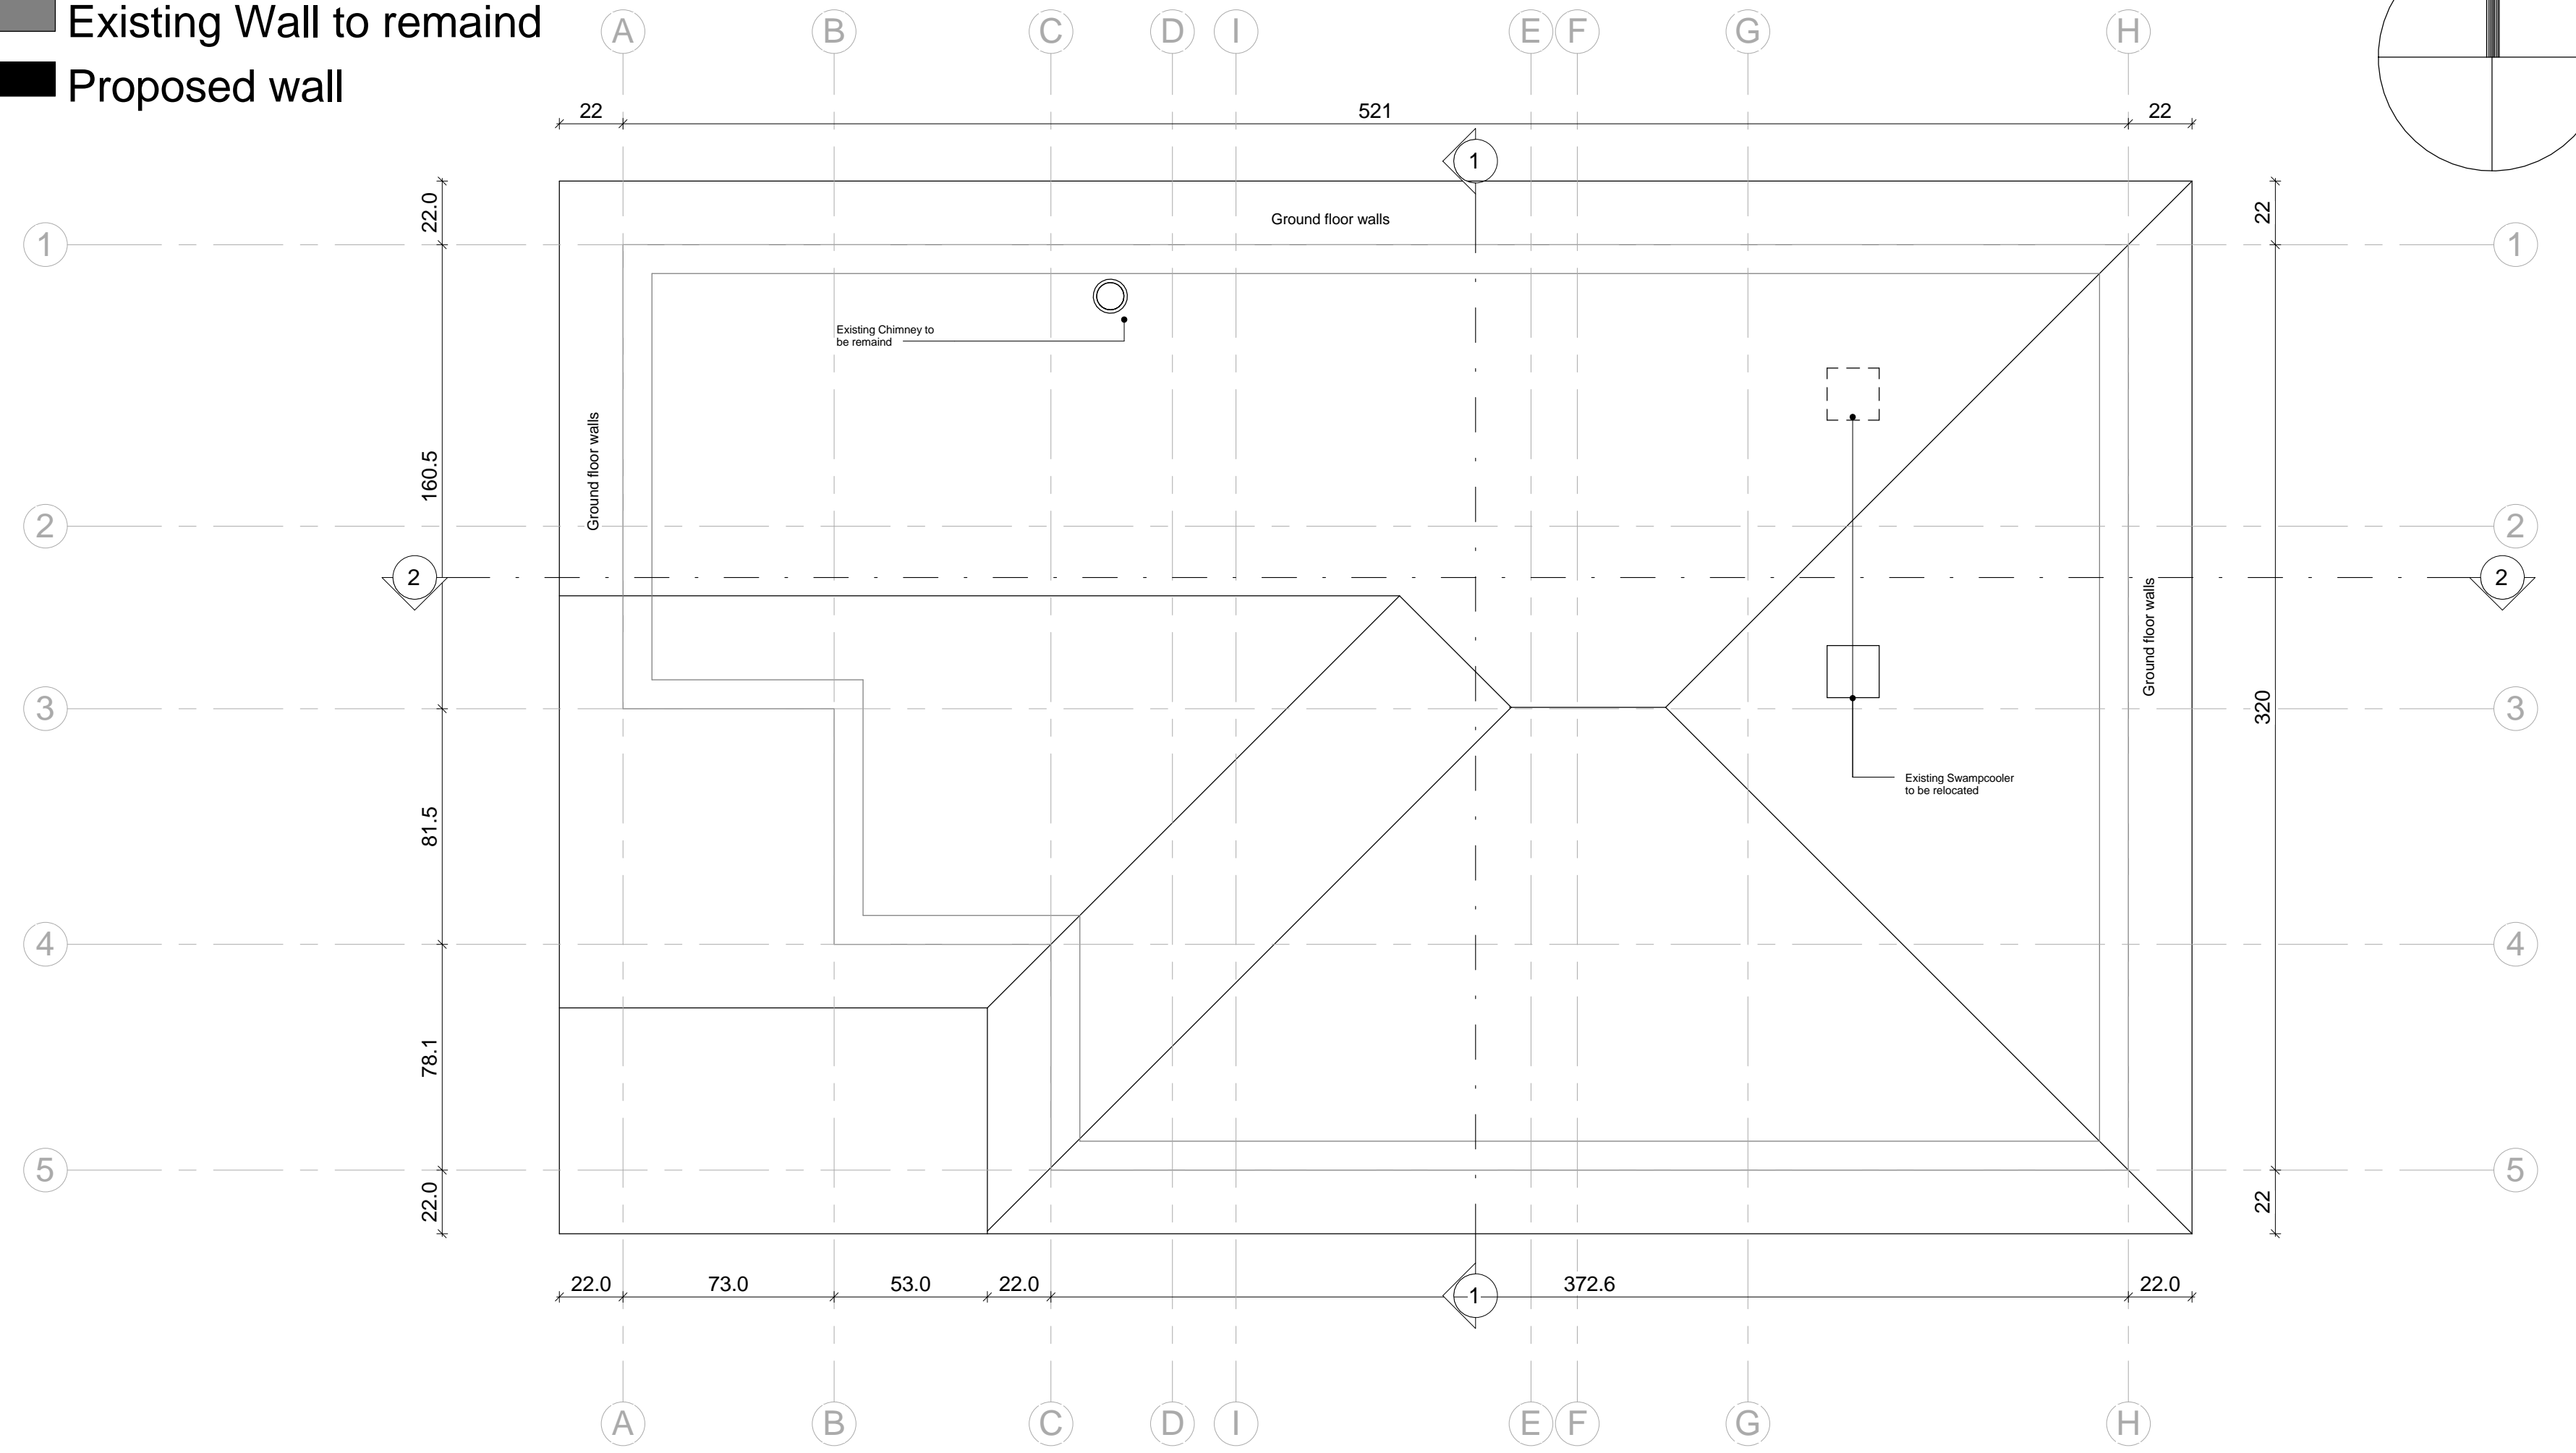 Existing Wall to remaind
Proposed wall
A B C D I E F G H
22 521 22
1
22.0
22
Ground floor walls
1 1
Existing Chimney to
be remaind
Ground floor walls
160.5
2 2
2 2
Ground floor walls
3 320 3
Existing Swampcooler
to be relocated
81.5
4 4
78.1
5 5
22.0
22
22.0 73.0 53.0 22.0 372.6 22.0
1
A B C D I E F G H